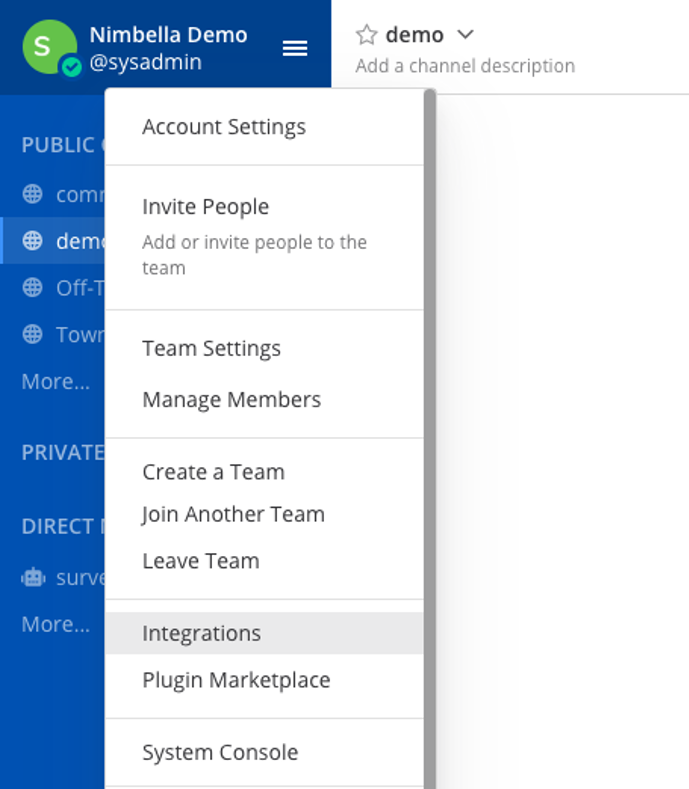 S
Nimbella Demo
@sysadmin
demo
Add a channel description
Account Settings
PUBLIC
Invite People
Add or invite people to the
team
demo
Team Settings
More...
Manage Members
PRIVATE
Create a Team
Join Another Team
DIRECT
Leave Team
More...
Integrations
Plugin Marketplace
System Console